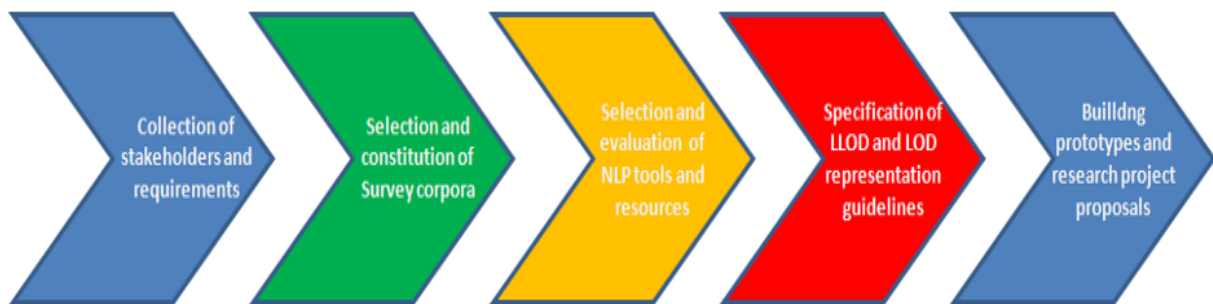 Collection of
stakeholders and
requirements
Selection and
constitution of
Survey corpora
Selection and
evaluation of
NLP tools and
resources
Specification of
LLOD and LOD
representation
guidelines
Builldng
prototypes and
research project
proposals